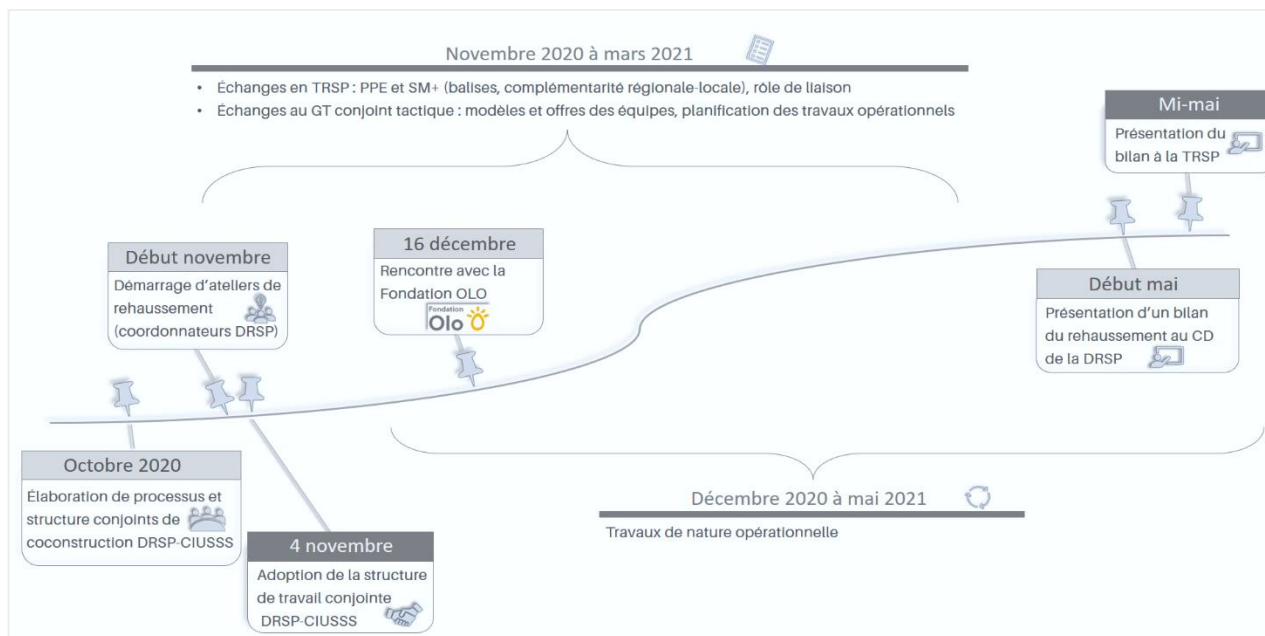 Novembre 2020 à mars 2021
• Échanges en TRSP : PPE et SM+ (balises, complémentarité régionale-locale), rôle de liaison
• Échanges au GT conjoint tactique : modèles et offres des équipes, planification des travaux opérationnels
Mi-mai
Présentation du
bilan à la TRSP
Début novembre
Démarrage d'ateliers de
rehaussement
(coordonnateurs DRSP)
16 décembre
Rencontre avec la
Fondation OLO
Fondation
Olo
Début mai
Présentation d'un bilan
du rehaussement au CD
de la DRSP
Octobre 2020
Élaboration de processus et
structure conjoints de
coconstruction DRSP-CIUSSS
4 novembre
Adoption de la structure
de travail conjointe
DRSP-CIUSSS
Décembre 2020 à mai 2021
Travaux de nature opérationnelle